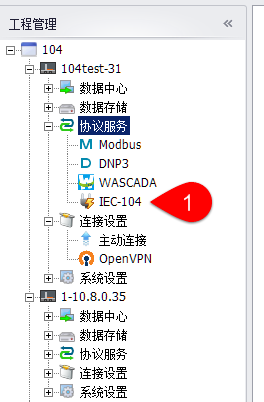 工程管理
104
104test-31
数据中心
数据存储
协议服务
Modbus
DNP3
WASCADA
IEC-104
1
连接设置
主动连接
OpenVPN
系统设置
1-10.8.0.35
数据中心
数据存储
协议服务
连接设置
系统设置